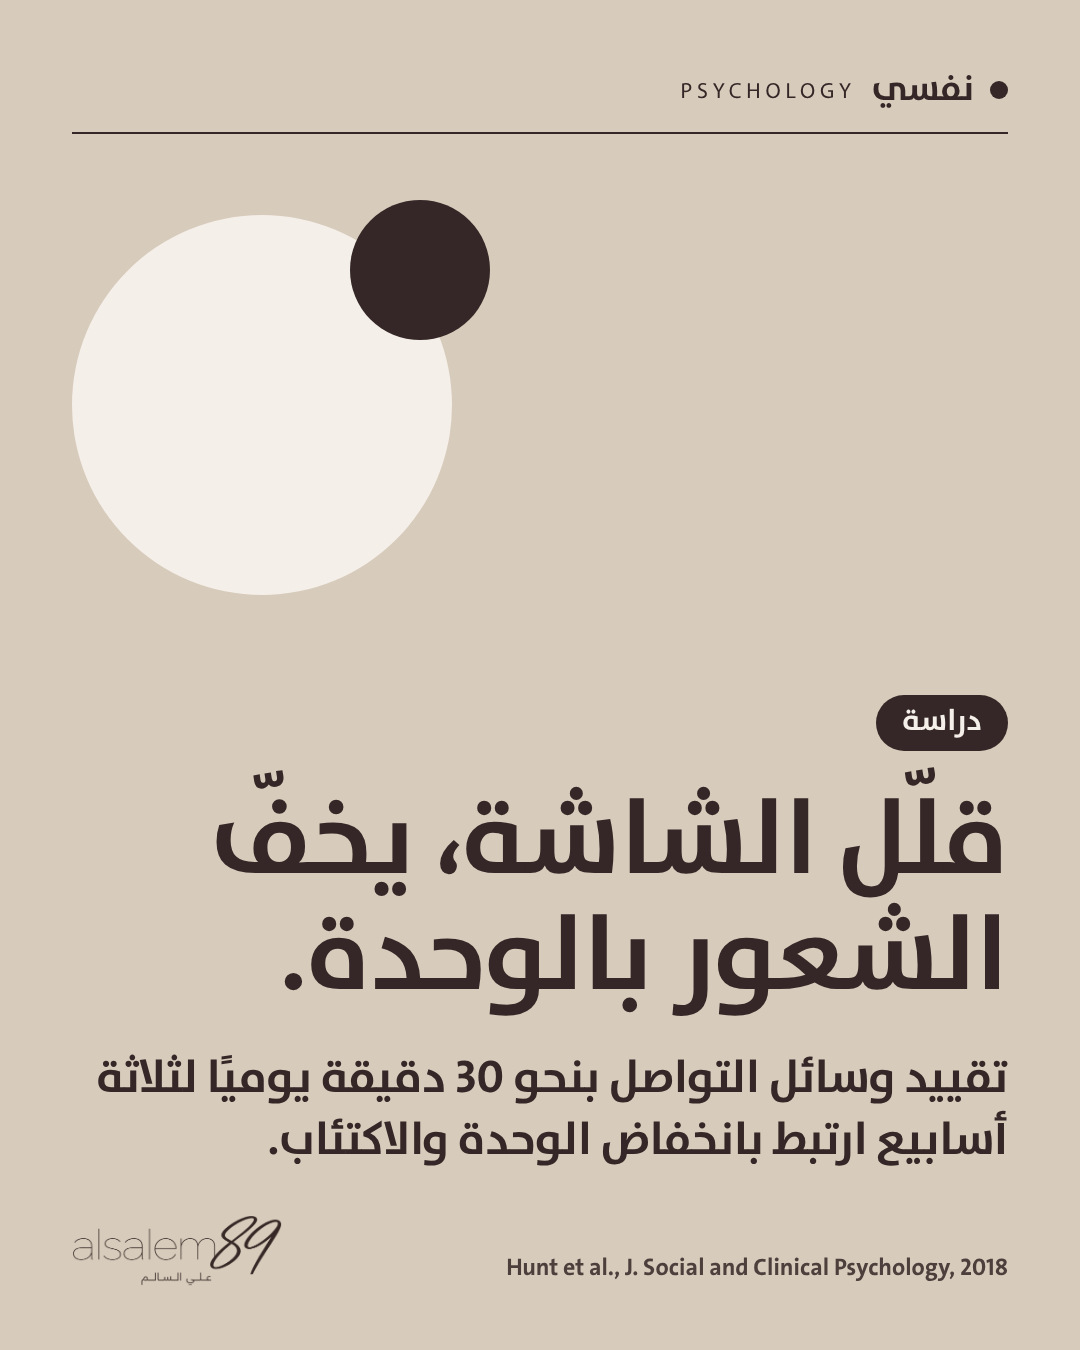 نفسي PSYCHOLOGY
دراسة
قلّل الشاشة، يخفّ
الشعور بالوحدة.
تقييد وسائل التواصل بنحو 30 دقيقة يوميًا لثلاثة
أسابيع ارتبط بانخفاض الوحدة والاكتئاب.
Hunt et al., J. Social and Clinical Psychology, 2018
alsalem89
علي السالم